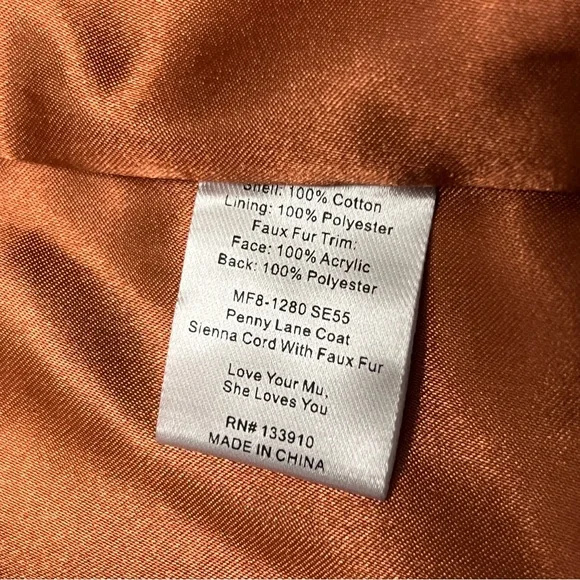 Shell: 100% Cotton
Lining: 100% Polyester
Faux Fur Trim:
Face: 100% Acrylic
Back: 100% Polyester
MF8-1280 SE55
Penny Lane Coat
Sienna Cord With Faux Fur
Love Your Mu,
She Loves You
RN# 133910
MADE IN CHINA